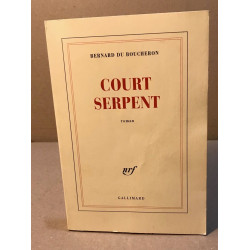 BERNARD DU BOUCHERON
COURT
SERPENT
roman
nrf
GALLIMARD